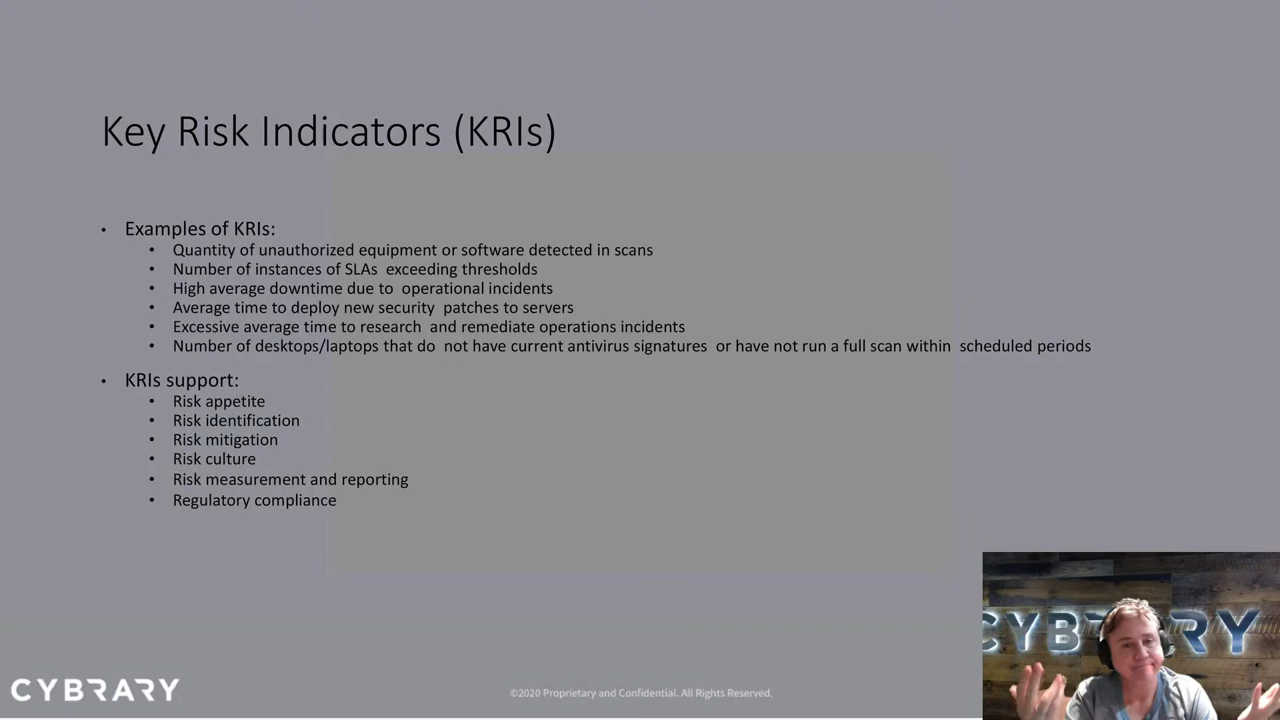 Key Risk Indicators (KRIs)
• Examples of KRIs:
• Quantity of unauthorized equipment or software detected in scans
• Number of instances of SLAs exceeding thresholds
• High average downtime due to operational incidents
• Average time to deploy new security patches to servers
• Excessive average time to research and remediate operations incidents
• Number of desktops/laptops that do not have current antivirus signatures or have not run a full scan within scheduled periods
• KRIs support:
• Risk appetite
• Risk identification
• Risk mitigation
• Risk culture
• Risk measurement and reporting
• Regulatory compliance
CYBRARY
CYBRARY
©2020 Proprietary and Confidential. All Rights Reserved.